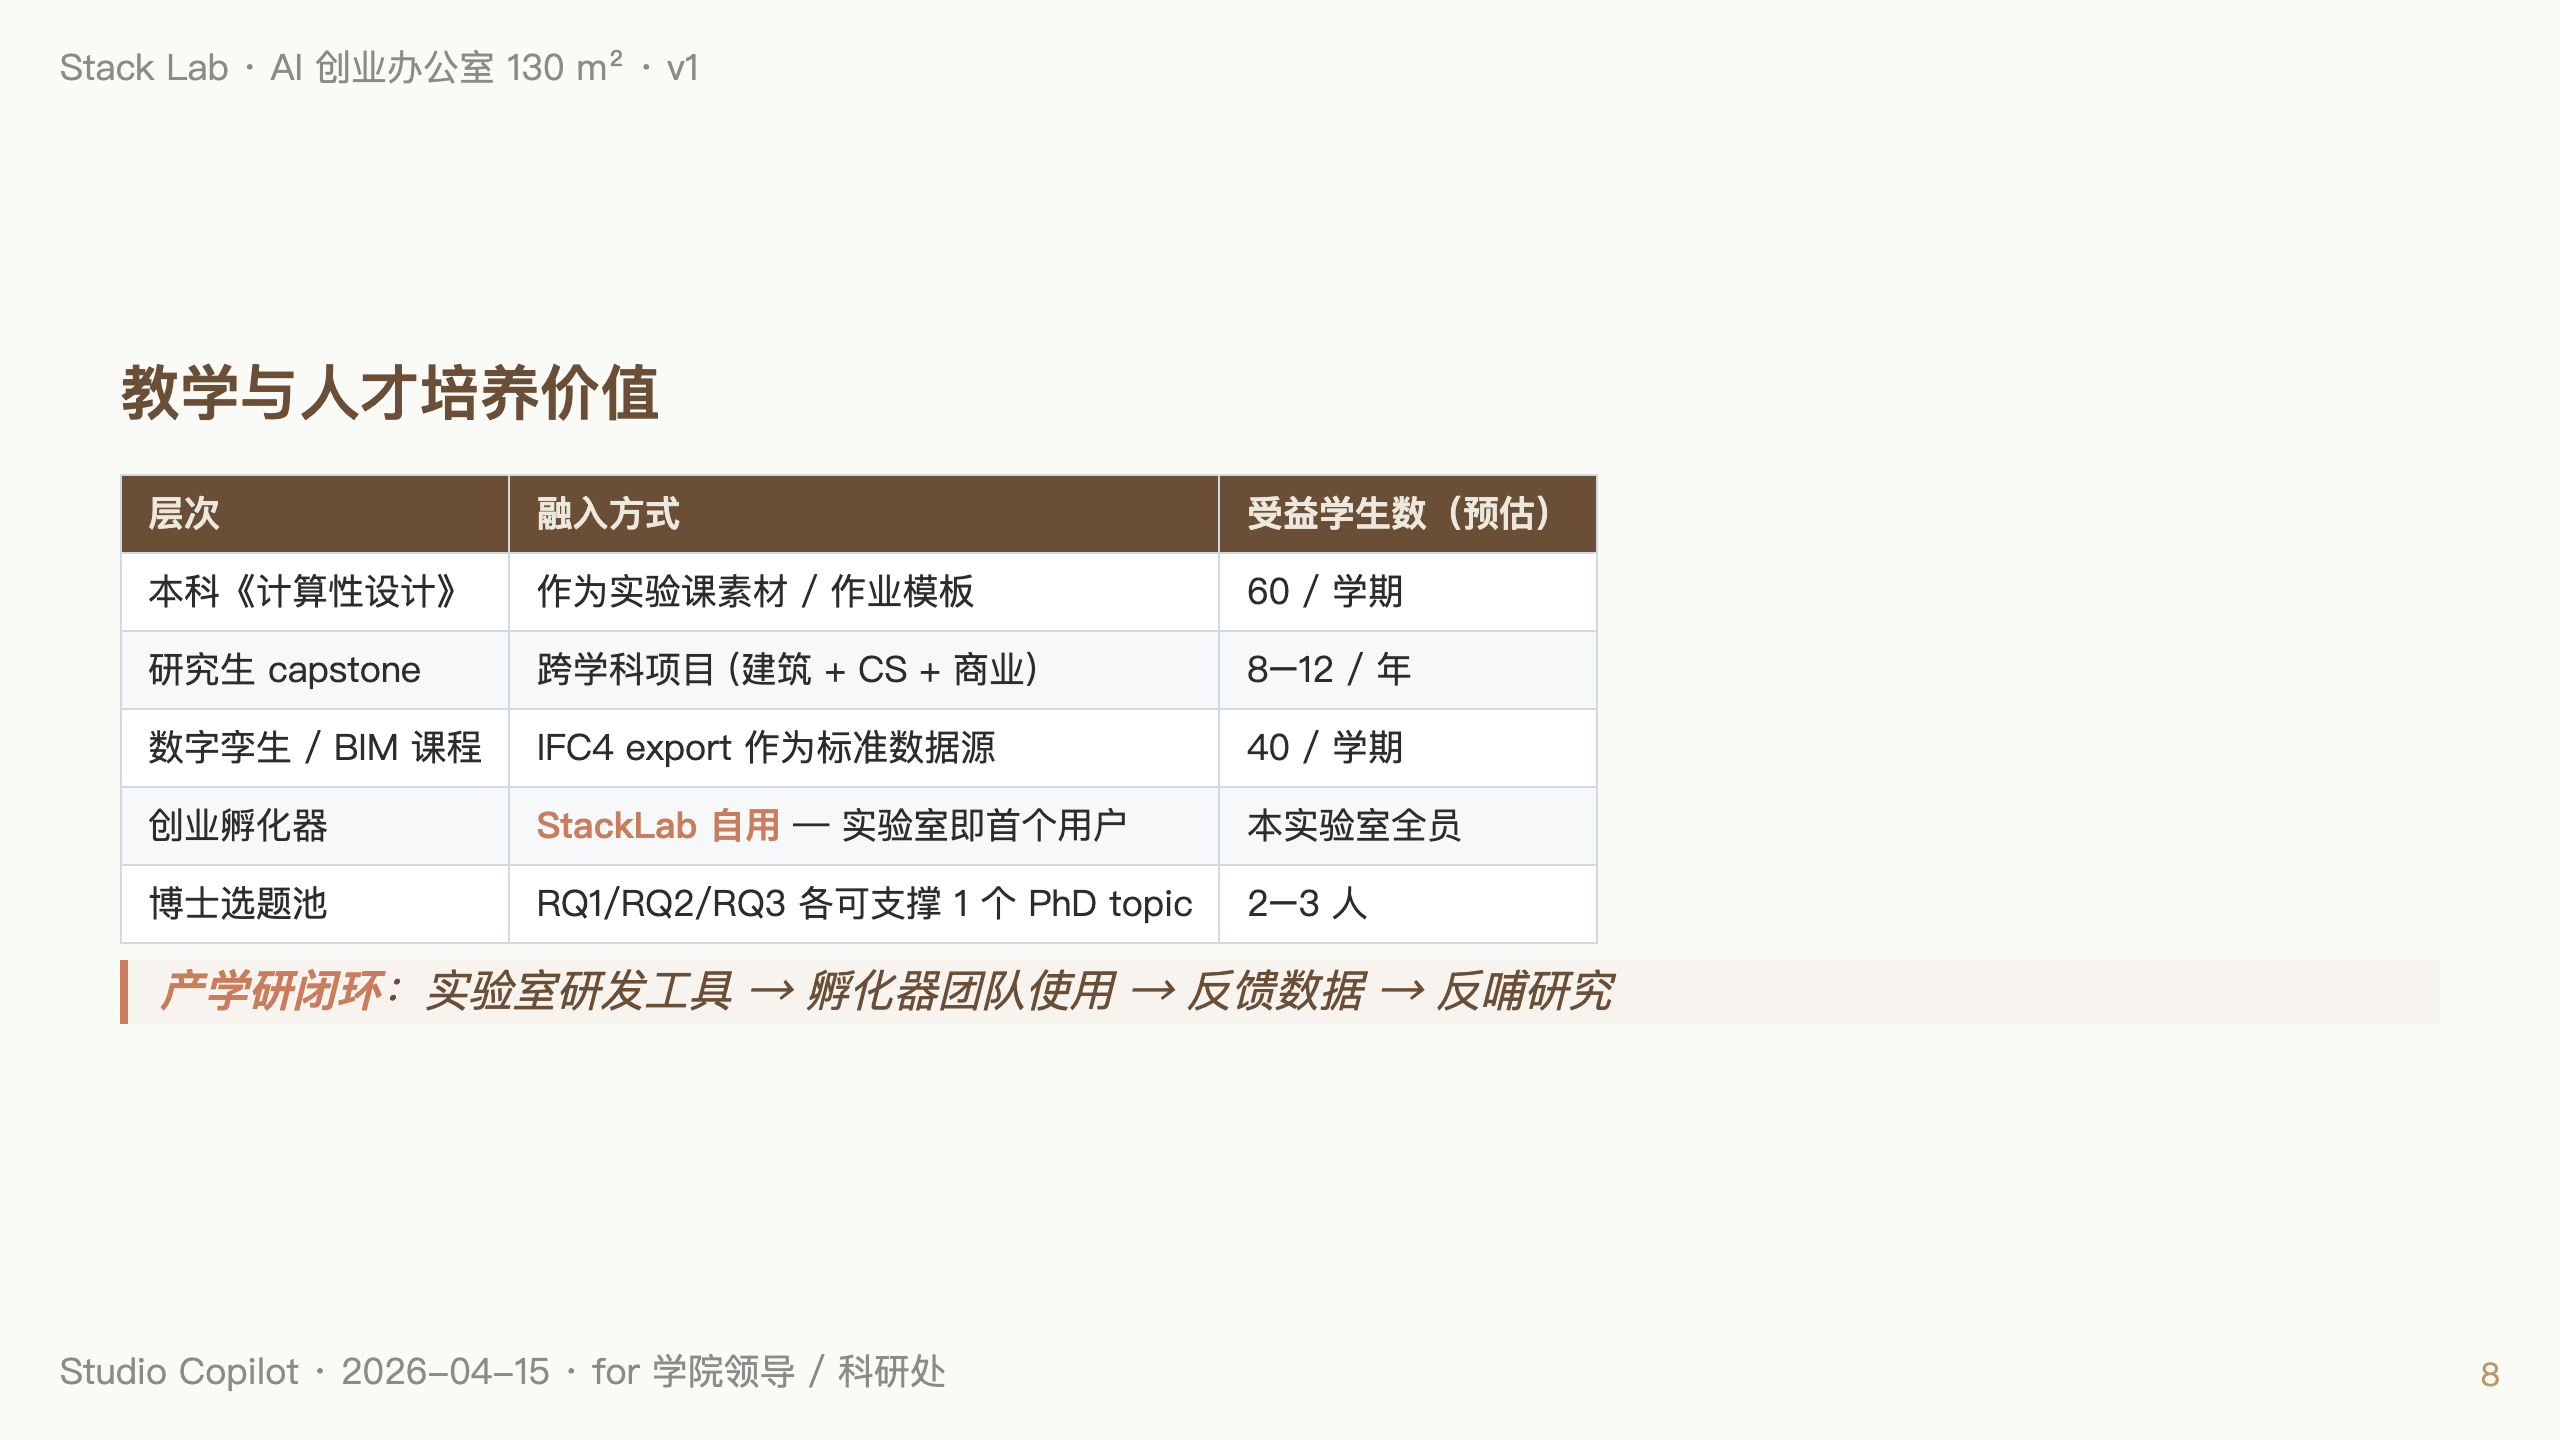 Stack Lab · AI 创业办公室 130 m² · v1
教学与人才培养价值
层次 融入方式 受益学生数（预估）
本科《计算性设计》 作为实验课素材 / 作业模板 60 / 学期
研究生 capstone 跨学科项目 (建筑 + CS + 商业) 8–12 / 年
数字孪生 / BIM 课程 IFC4 export 作为标准数据源 40 / 学期
创业孵化器 StackLab 自用 — 实验室即首个用户 本实验室全员
博士选题池 RQ1/RQ2/RQ3 各可支撑 1 个 PhD topic 2–3 人
产学研闭环：实验室研发工具 → 孵化器团队使用 → 反馈数据 → 反哺研究
Studio Copilot · 2026-04-15 · for 学院领导 / 科研处
8